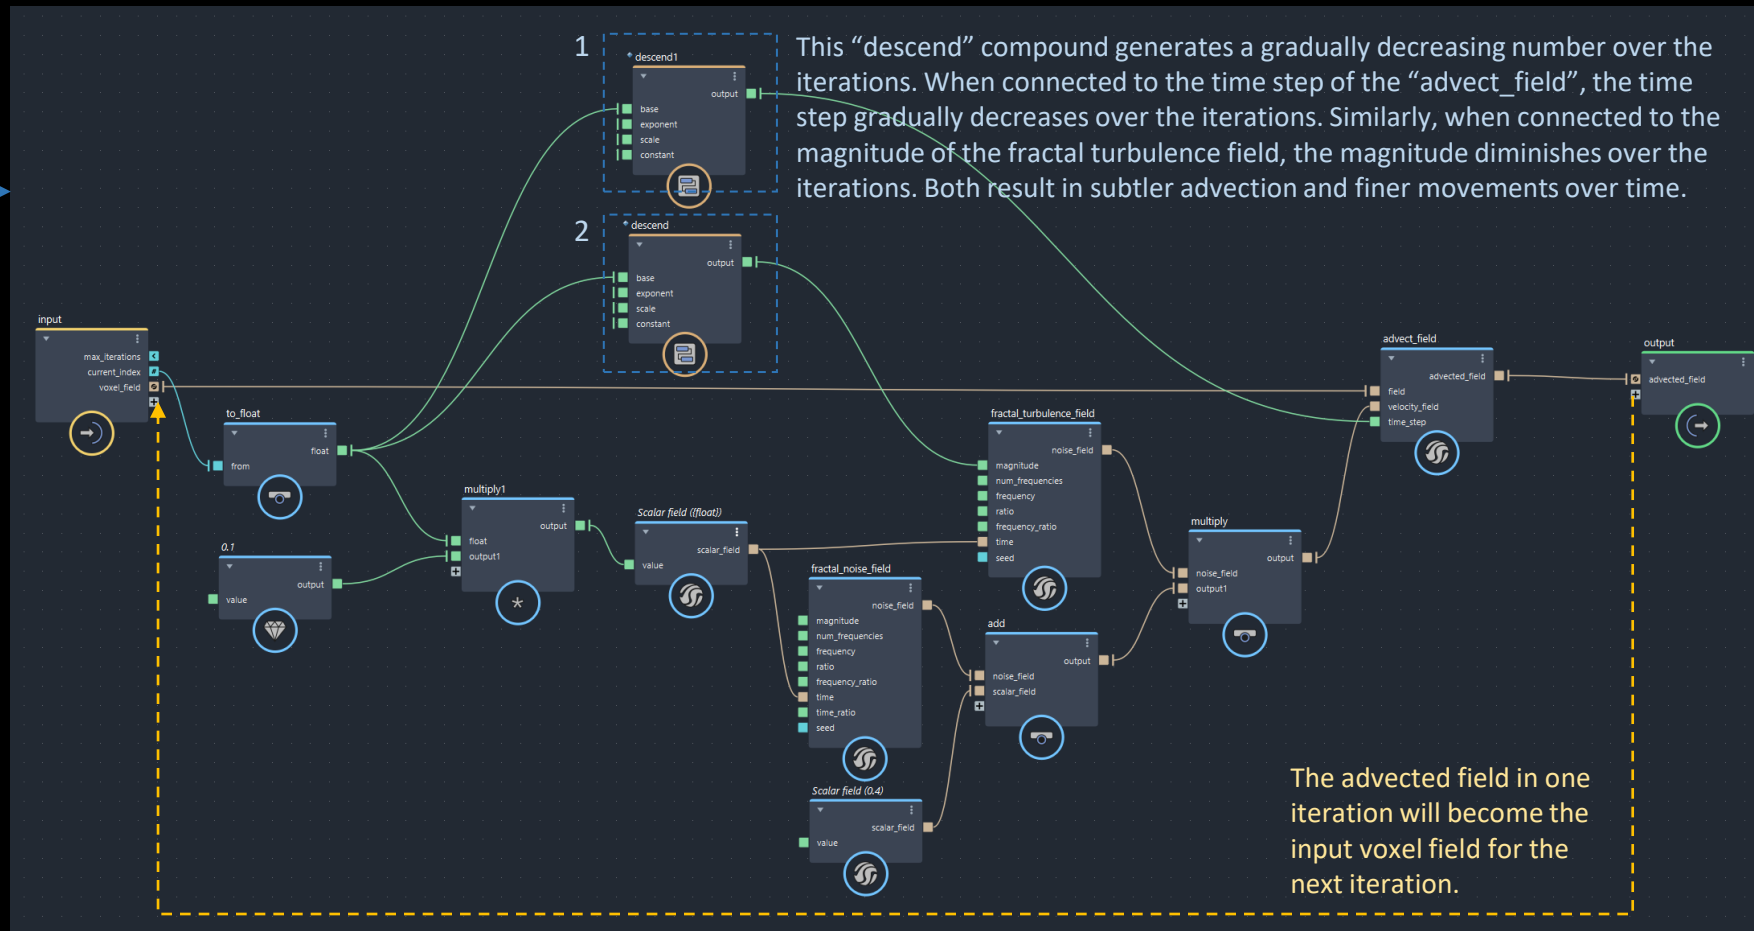 1
This “descend” compound generates a gradually decreasing number over the
iterations. When connected to the time step of the “advect_field”, the time
step gradually decreases over the iterations. Similarly, when connected to the
magnitude of the fractal turbulence field, the magnitude diminishes over the
iterations. Both result in subtler advection and finer movements over time.
descend1
output
base
exponent
scale
constant
2
descend
output
base
exponent
scale
constant
input
max_iterations
current_index
voxel_field
to_float
float
from
0.1
output
value
multiply1
output
float
output1
*
Scalar field ((float))
scalar_field
value
fractal_noise_field
noise_field
magnitude
num_frequencies
frequency
ratio
frequency_ratio
time
time_ratio
seed
Scalar field (0.4)
scalar_field
value
fractal_turbulence_field
noise_field
magnitude
num_frequencies
frequency
ratio
frequency_ratio
time
seed
add
output
noise_field
scalar_field
multiply
output
noise_field
output1
advect_field
advected_field
field
velocity_field
time_step
output
advected_field
The advected field in one
iteration will become the
input voxel field for the
next iteration.